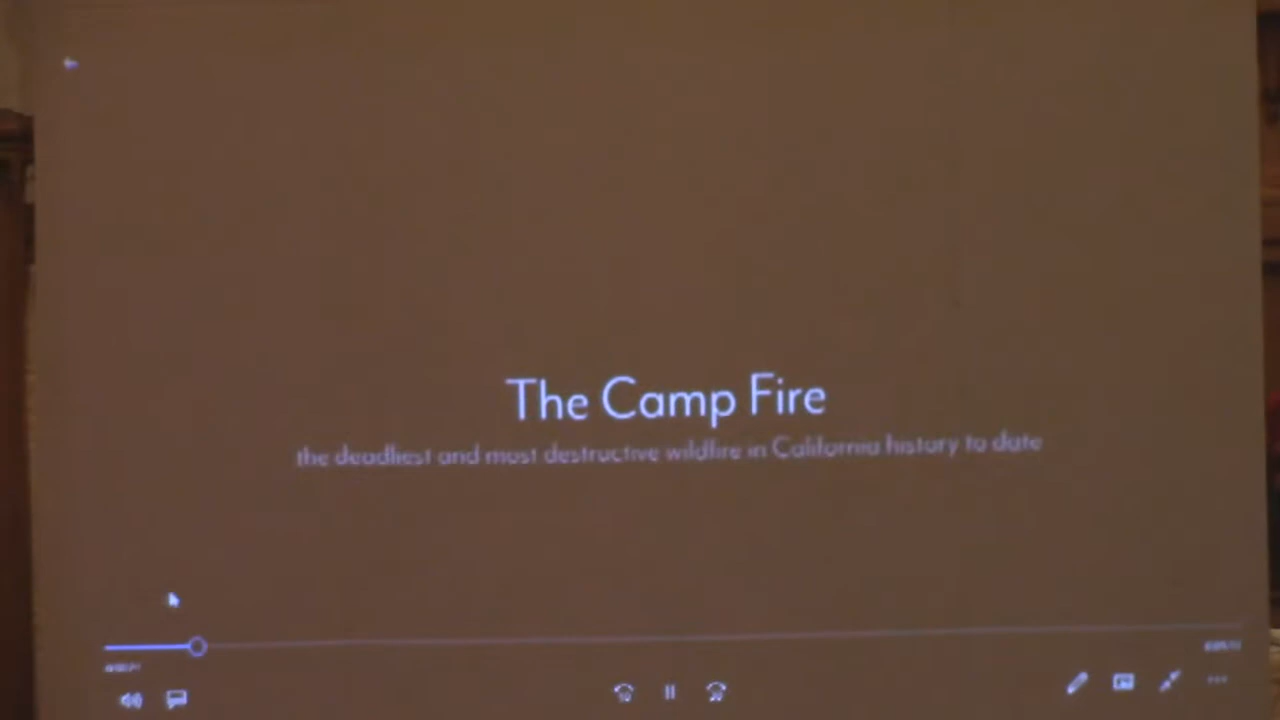 The Camp Fire
the deadliest and most destructive wildfire in California history to date